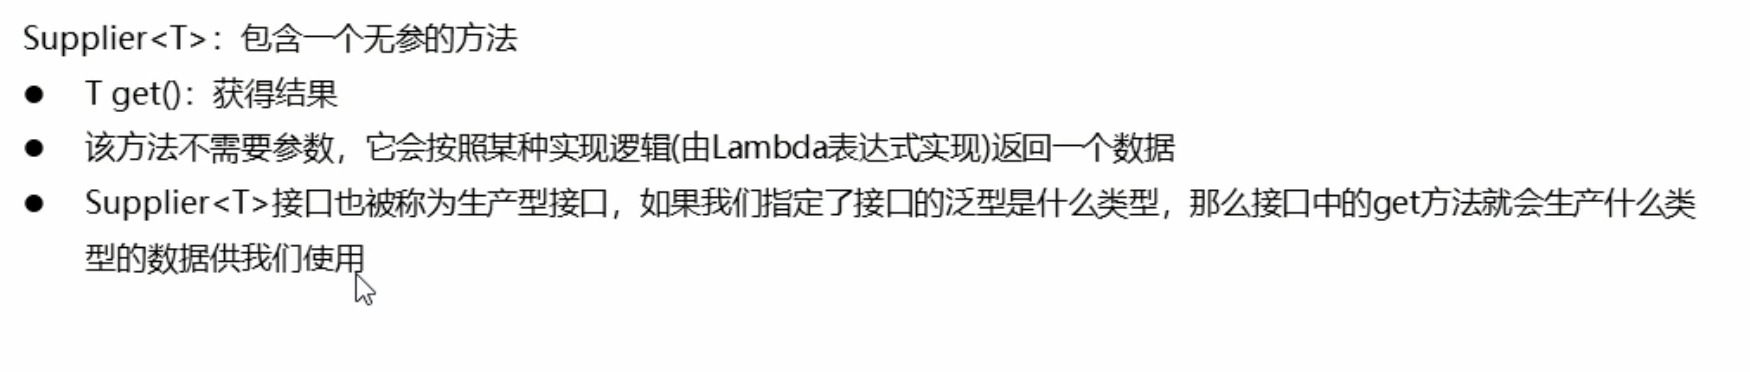 Supplier<T>：包含一个无参的方法
● T get()：获得结果
● 该方法不需要参数，它会按照某种实现逻辑(由Lambda表达式实现)返回一个数据
● Supplier<T>接口也被称为生产型接口，如果我们指定了接口的泛型是什么类型，那么接口中的get方法就会生产什么类
型的数据供我们使用